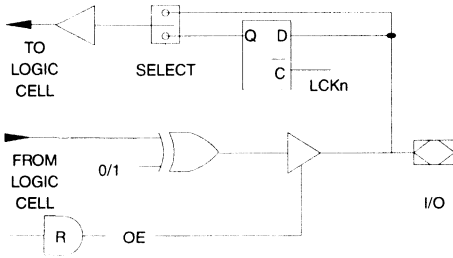 TO
LOGIC
CELL
SELECT
Q D
C
LCKn
FROM
LOGIC
CELL
0/1
I/O
R
OE